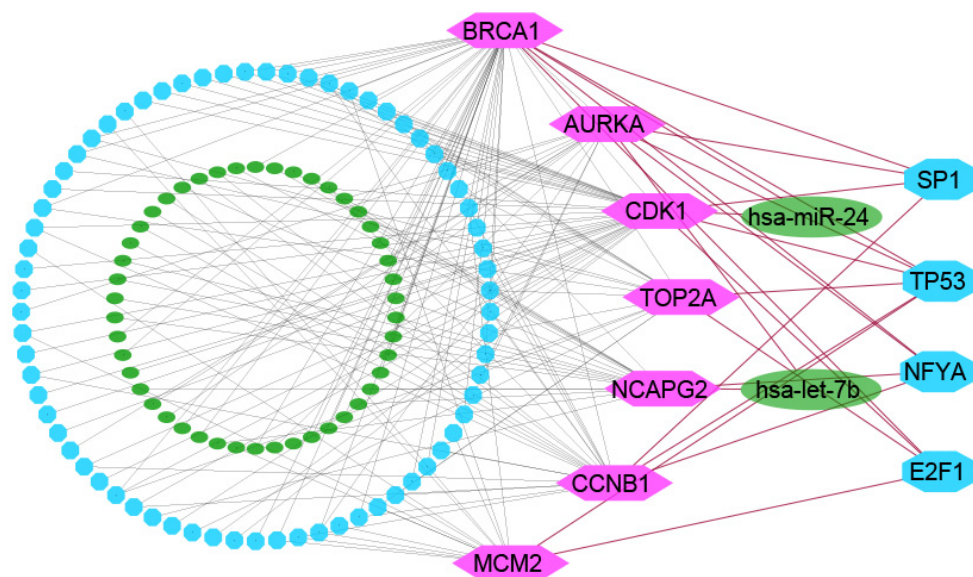 BRCA1
AURKA
SP1
CDK1
hsa-miR-24
TP53
TOP2A
NFYA
NCAPG2
hsa-let-7b
E2F1
CCNB1
MCM2